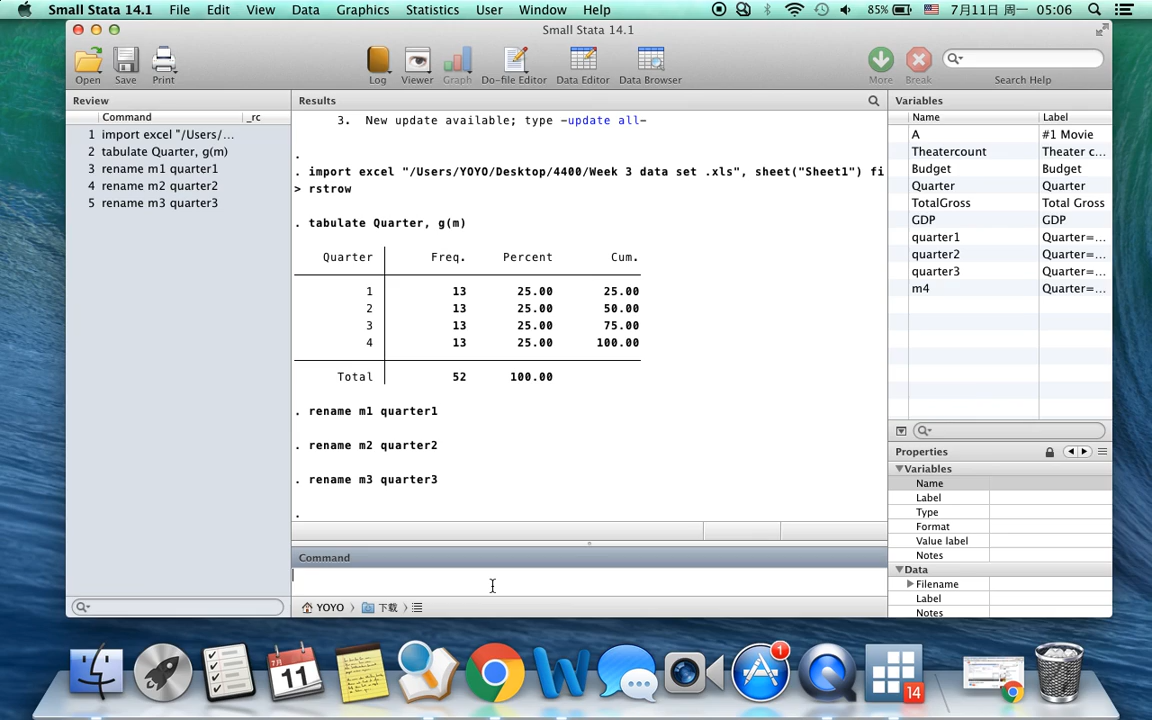 Small Stata 14.1 File Edit View Data Graphics Statistics User Window Help 85% 7月11日 周一 05:06
Small Stata 14.1
Open Save Print Log Viewer Graph Do-file Editor Data Editor Data Browser More Break Search Help
Review
Command _rc
1 import excel "/Users/...
2 tabulate Quarter, g(m)
3 rename m1 quarter1
4 rename m2 quarter2
5 rename m3 quarter3
Results
3. New update available; type -update all-
.
. import excel "/Users/YOYO/Desktop/4400/Week 3 data set .xls", sheet("Sheet1") fi
> rstrow
. tabulate Quarter, g(m)
Quarter Freq. Percent Cum.
1 13 25.00 25.00
2 13 25.00 50.00
3 13 25.00 75.00
4 13 25.00 100.00
Total 52 100.00
. rename m1 quarter1
. rename m2 quarter2
. rename m3 quarter3
.
Command
YOYO 下载
Variables
Name Label
A #1 Movie
Theatercount Theater c...
Budget Budget
Quarter Quarter
TotalGross Total Gross
GDP GDP
quarter1 Quarter=...
quarter2 Quarter=...
quarter3 Quarter=...
m4 Quarter=...
Properties
Variables
Name
Label
Type
Format
Value label
Notes
Data
Filename
Label
Notes
7月
11
1
14